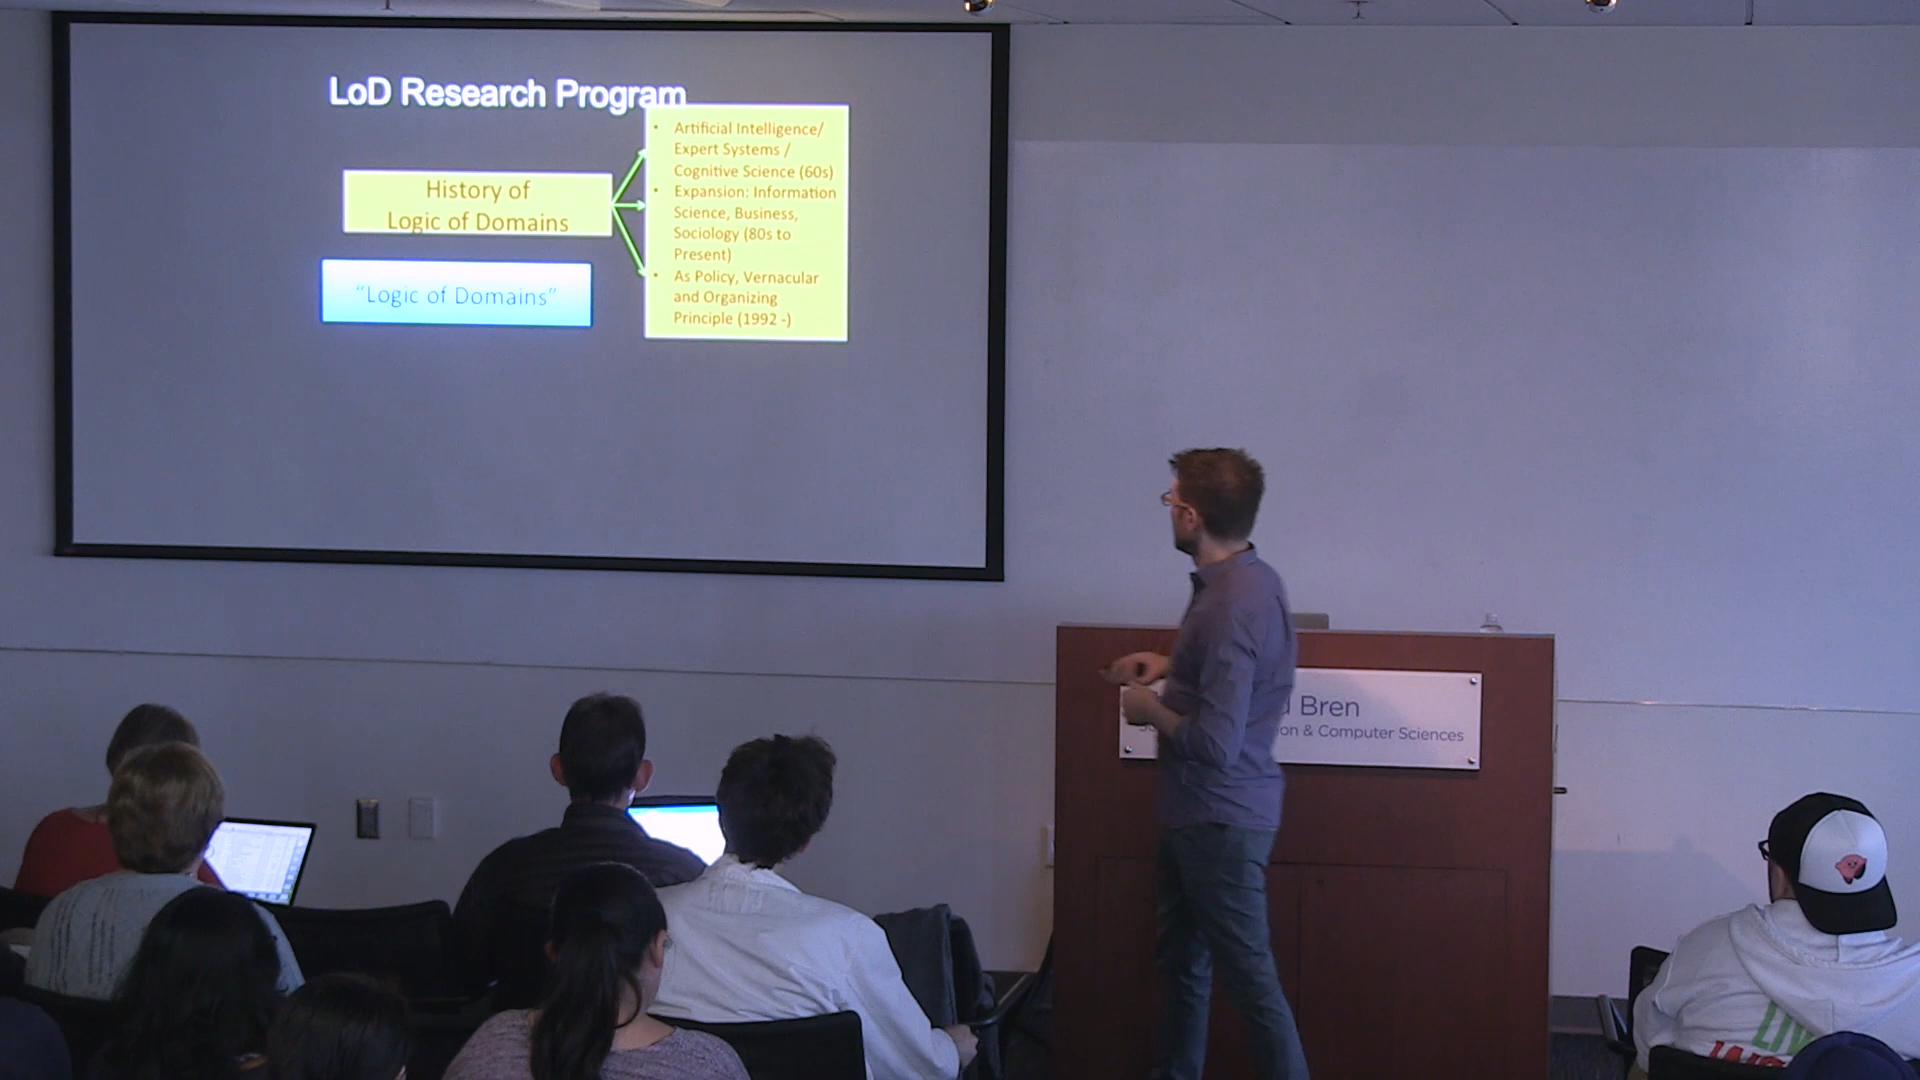 LoD Research Program
History of
Logic of Domains
"Logic of Domains"
• Artificial Intelligence/
Expert Systems /
Cognitive Science (60s)
• Expansion: Information
Science, Business,
Sociology (80s to
Present)
• As Policy, Vernacular
and Organizing
Principle (1992 -)
Bren
& Computer Sciences